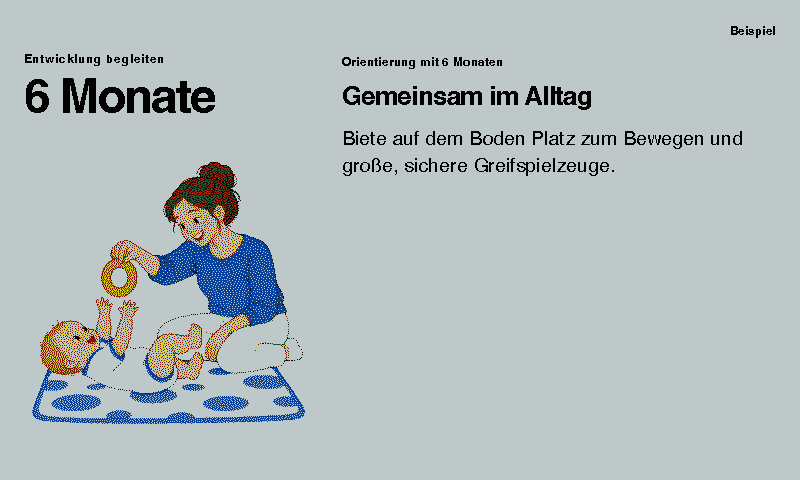 Beispiel
Entwicklung begleiten
6 Monate
Orientierung mit 6 Monaten
Gemeinsam im Alltag
Biete auf dem Boden Platz zum Bewegen und
große, sichere Greifspielzeuge.